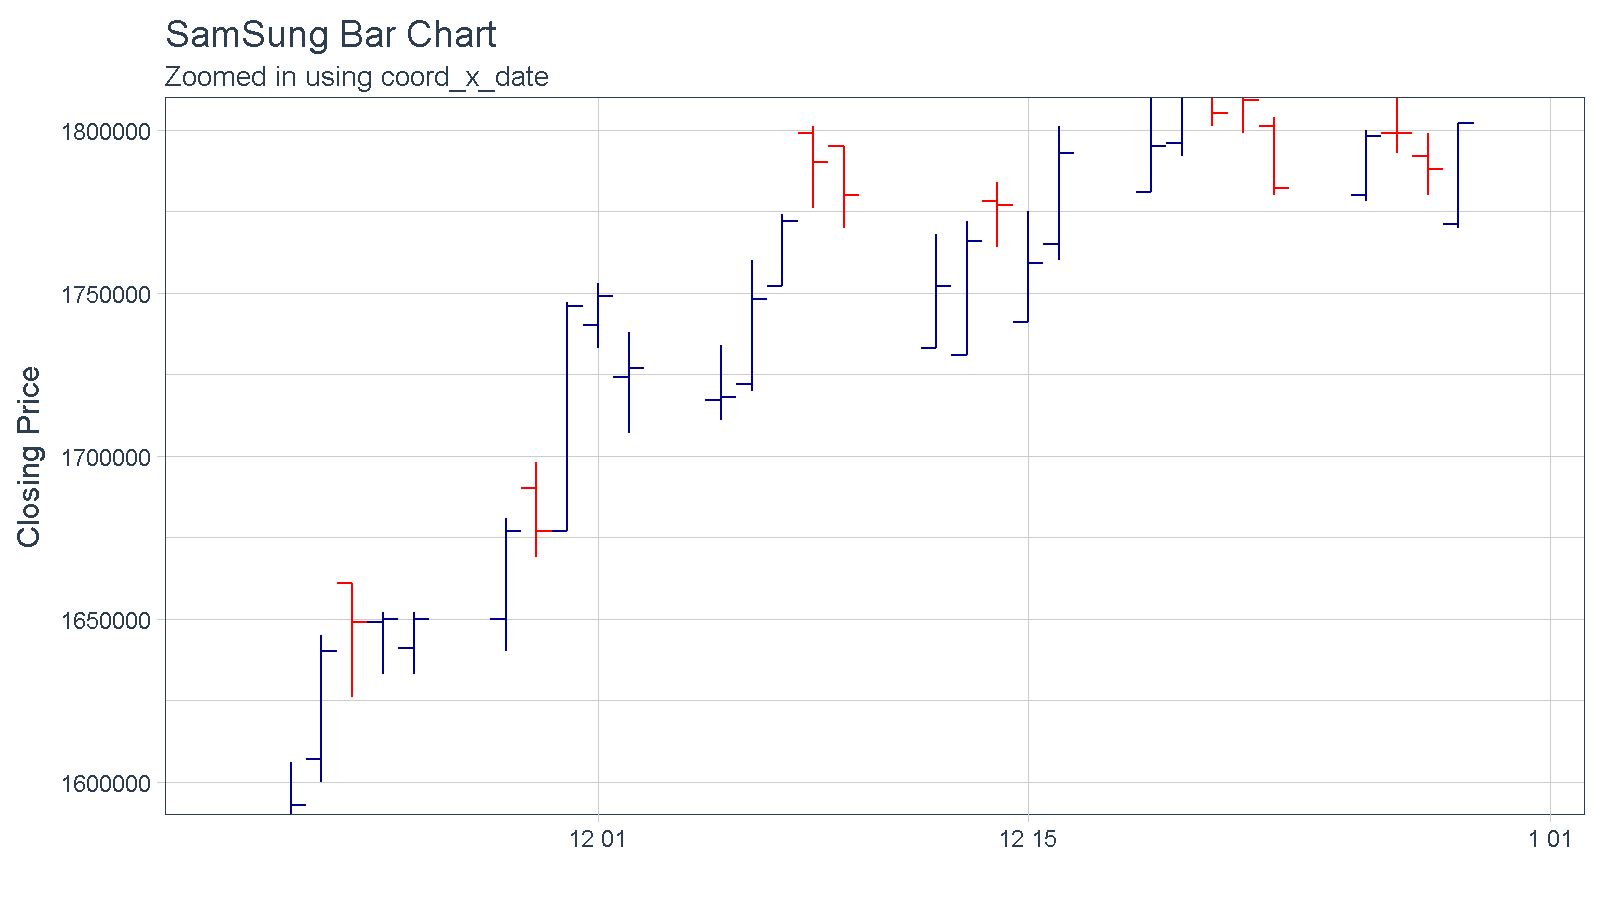 SamSung Bar Chart
Zoomed in using coord_x_date
Closing Price
1800000
1750000
1700000
1650000
1600000
12 01
12 15
1 01